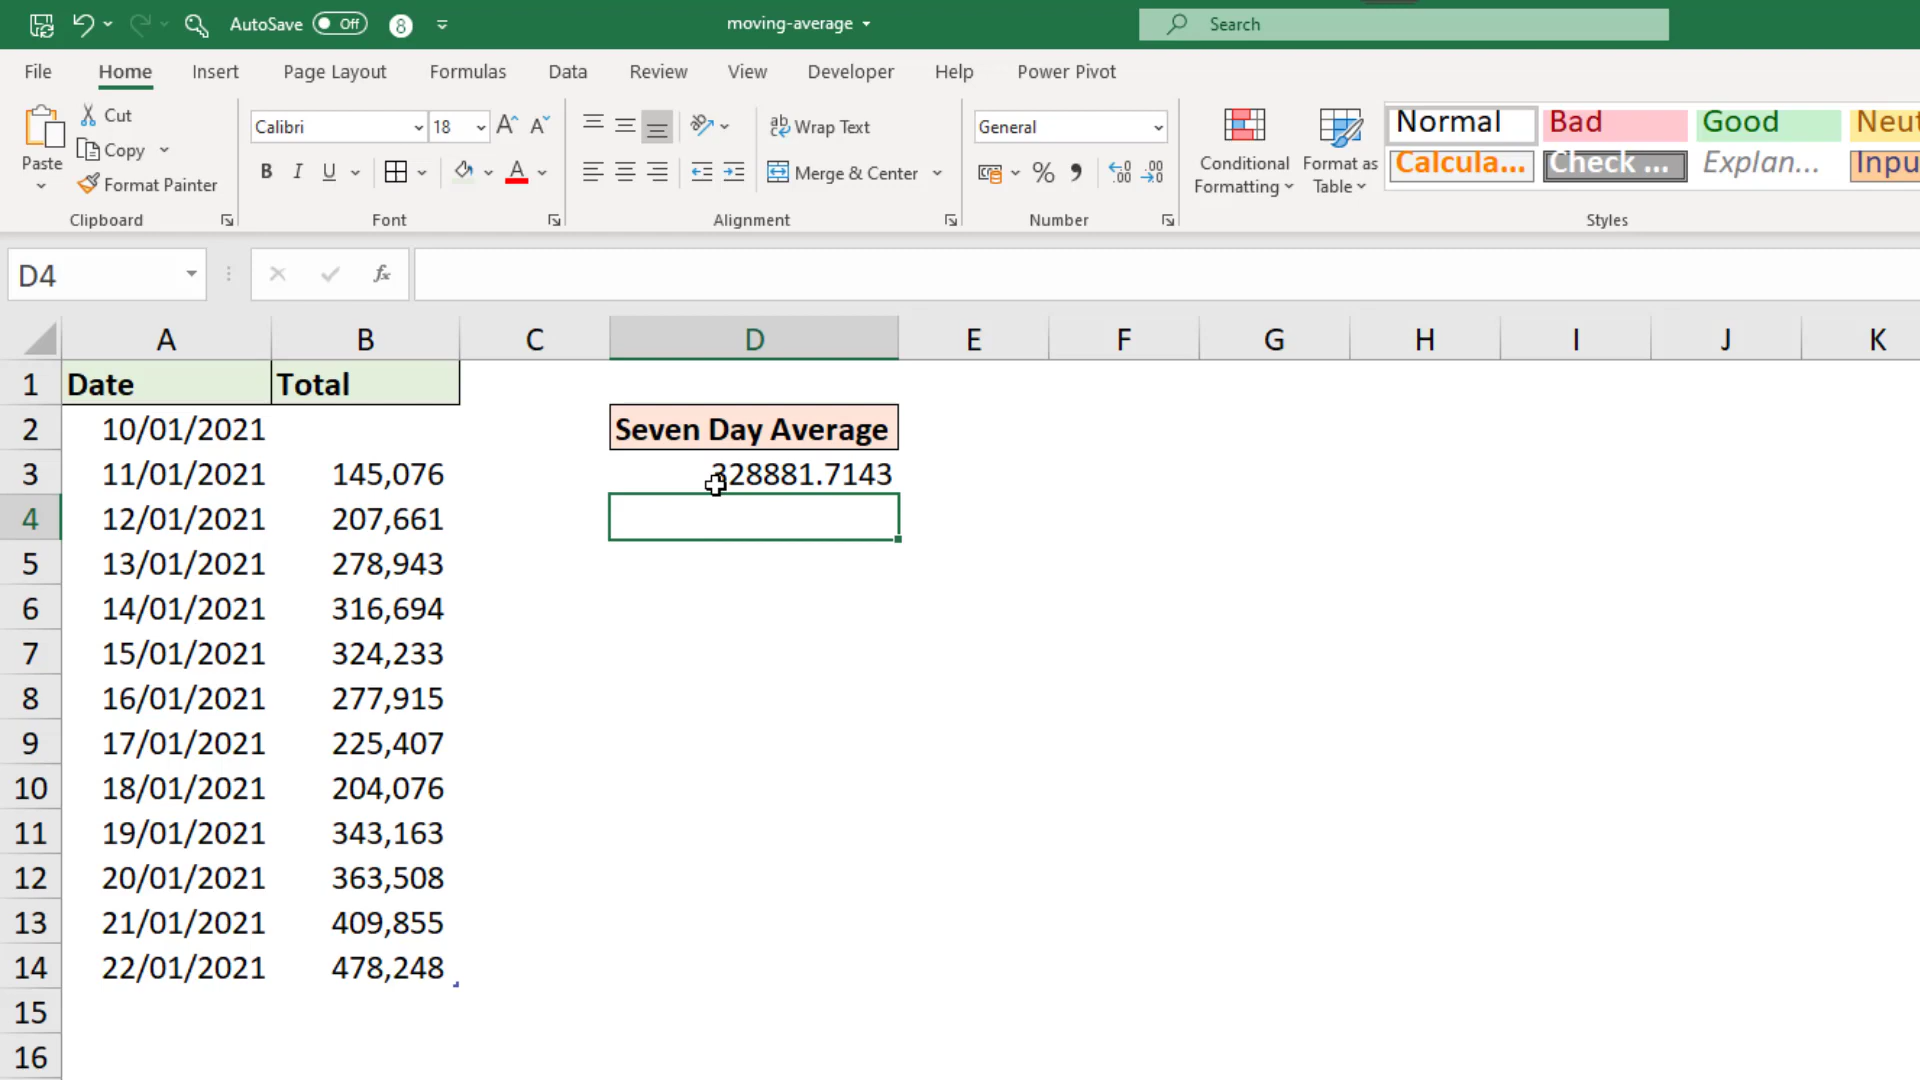 AutoSave Off 8 moving-average Search
File Home Insert Page Layout Formulas Data Review View Developer Help Power Pivot
Paste Cut Copy Format Painter Clipboard
Calibri 18 B I U A Font
ab Wrap Text Merge & Center Alignment
General % Number
Conditional Formatting Format as Table
Normal Bad Good Neut
Calcula... Check ... Explan... Inpu
Styles
D4 fx
A B C D E F G H I J K
1 Date Total
2 10/01/2021 Seven Day Average
3 11/01/2021 145,076 328881.7143
4 12/01/2021 207,661
5 13/01/2021 278,943
6 14/01/2021 316,694
7 15/01/2021 324,233
8 16/01/2021 277,915
9 17/01/2021 225,407
10 18/01/2021 204,076
11 19/01/2021 343,163
12 20/01/2021 363,508
13 21/01/2021 409,855
14 22/01/2021 478,248
15
16